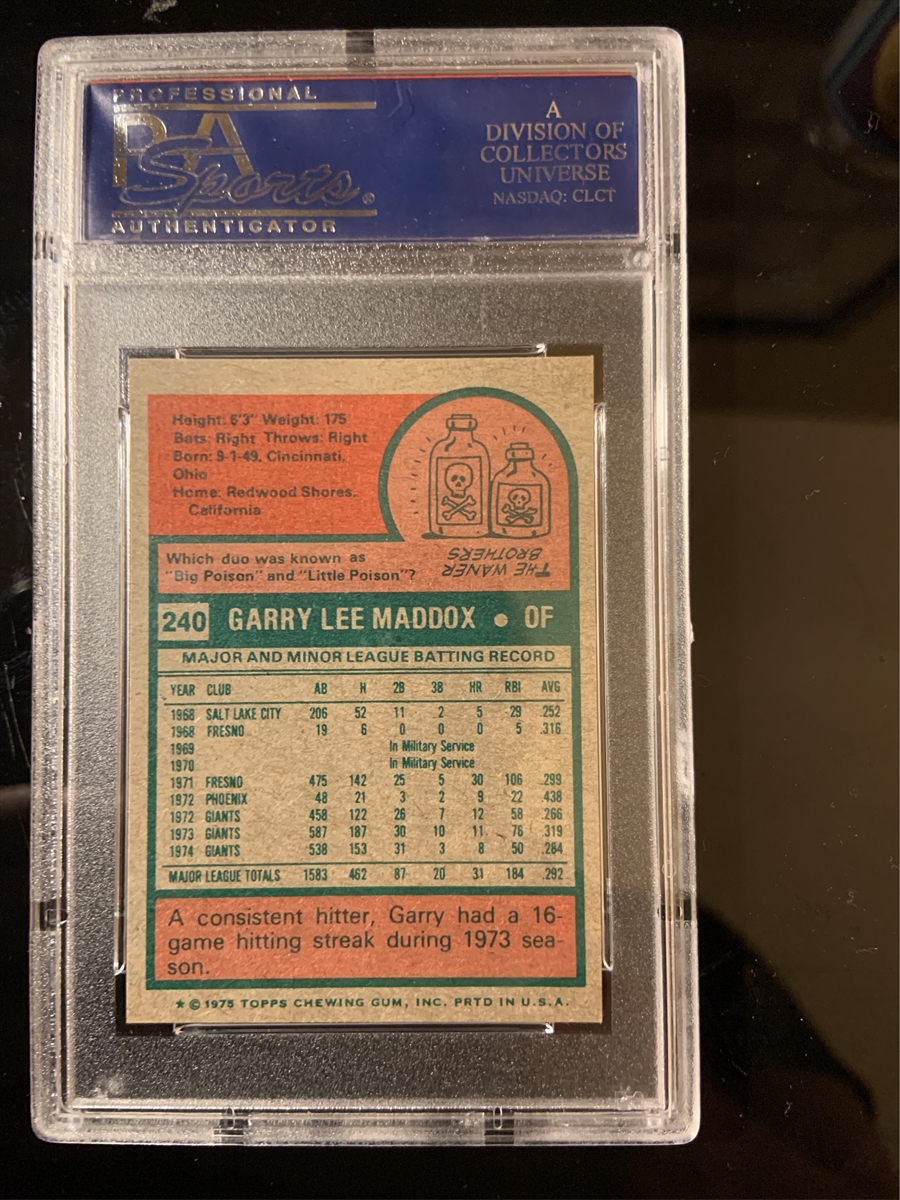 PROFESSIONAL
PSA
Sports®
AUTHENTICATOR
A
DIVISION OF
COLLECTORS
UNIVERSE
NASDAQ: CLCT
Height: 6'3" Weight: 175
Bats: Right Throws: Right
Born: 9-1-49, Cincinnati,
Ohio
Home: Redwood Shores,
California
Which duo was known as
"Big Poison" and "Little Poison"?
THE WANER
BROTHERS
240 GARRY LEE MADDOX • OF
MAJOR AND MINOR LEAGUE BATTING RECORD
YEAR CLUB AB H 2B 3B HR RBI AVG
1968 SALT LAKE CITY 206 52 11 2 5 29 .252
1968 FRESNO 19 6 0 0 0 5 .316
1969 In Military Service
1970 In Military Service
1971 FRESNO 475 142 25 5 30 106 .299
1972 PHOENIX 48 21 3 2 9 22 .438
1972 GIANTS 458 122 26 7 12 58 .266
1973 GIANTS 587 187 30 10 11 76 .319
1974 GIANTS 538 153 31 3 8 50 .284
MAJOR LEAGUE TOTALS 1583 462 87 20 31 184 .292
A consistent hitter, Garry had a 16-
game hitting streak during 1973 sea-
son.
★ © 1975 TOPPS CHEWING GUM, INC. PRTD IN U.S.A.